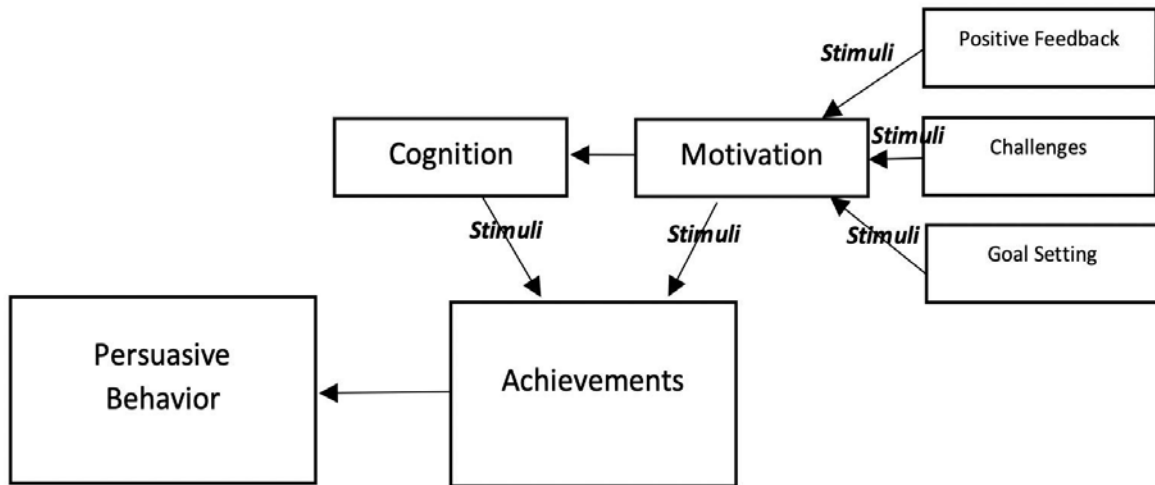 Positive Feedback
Stimuli
Stimuli
Cognition
Motivation
Challenges
Stimuli
Stimuli
Stimuli
Goal Setting
Persuasive
Behavior
Achievements